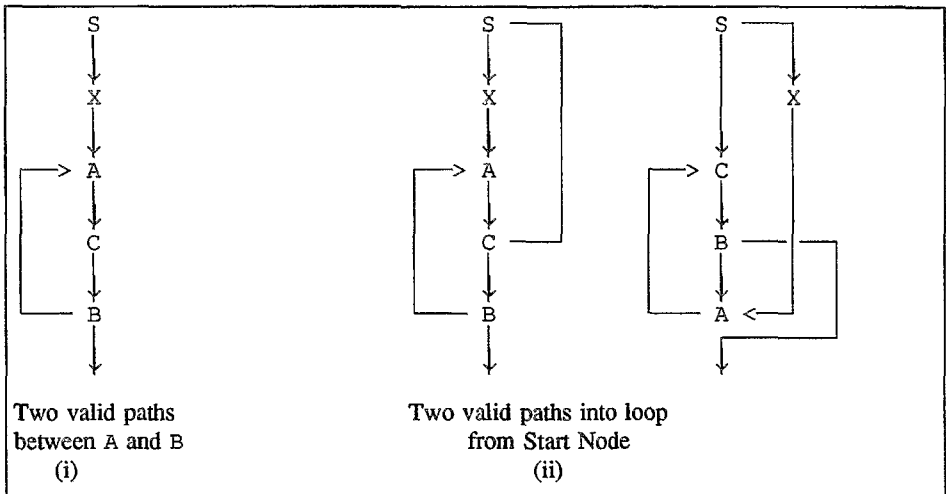 S
X
A
C
B
S
X
A
C
B
S
X
C
B
A
Two valid paths
between A and B
(i)
Two valid paths into loop
from Start Node
(ii)